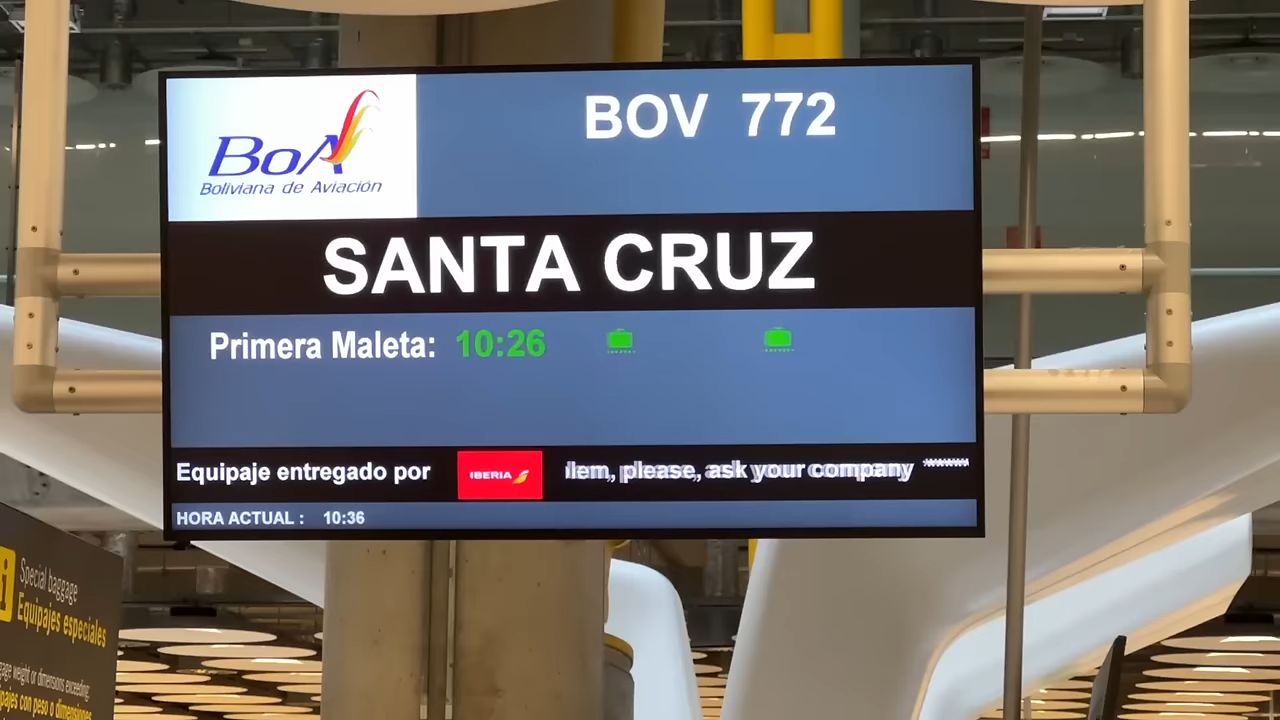 BoA
Boliviana de Aviación
BOV 772
SANTA CRUZ
Primera Maleta: 10:26
Equipaje entregado por
IBERIA
lem, please, ask your company
HORA ACTUAL : 10:36
i
Special baggage
Equipajes especiales
weight or dimensions exceeding:
con peso o dimensiones